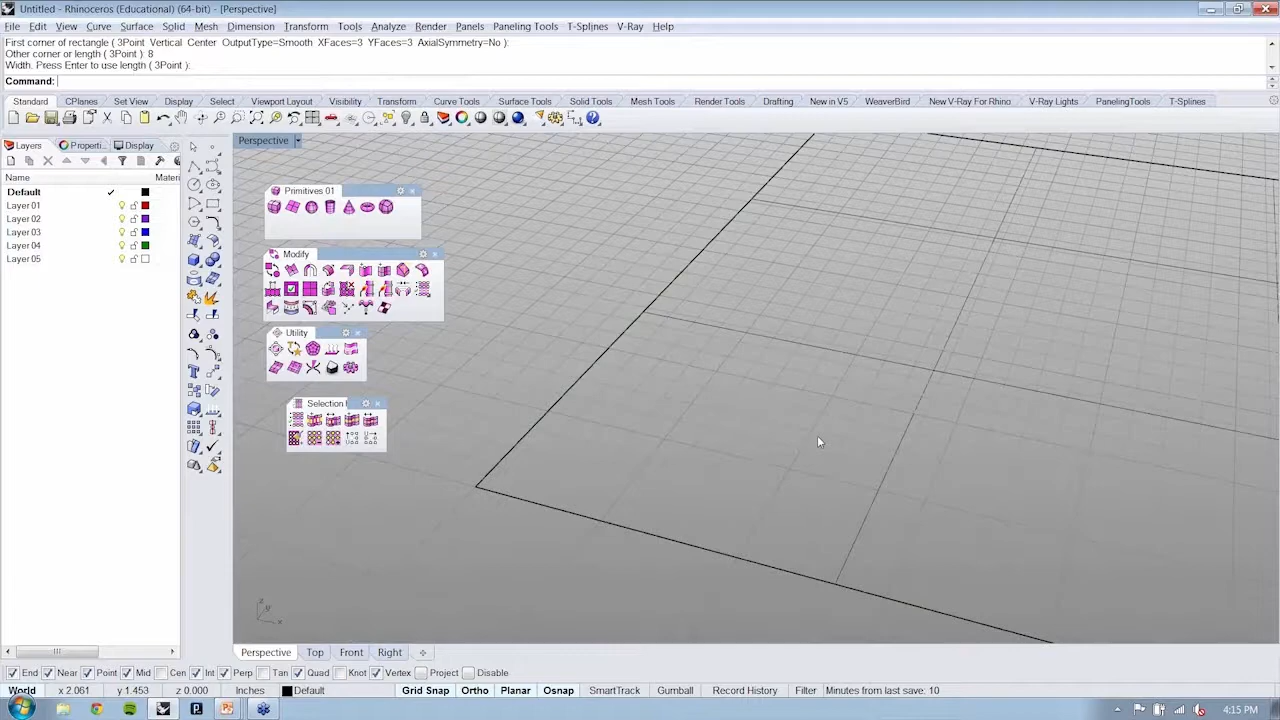 Untitled - Rhinoceros (Educational) (64-bit) - [Perspective]
File Edit View Curve Surface Solid Mesh Dimension Transform Tools Analyze Render Panels Paneling Tools T-Splines V-Ray Help
First corner of rectangle ( 3Point Vertical Center OutputType=Smooth XFaces=3 YFaces=3 AxialSymmetry=No ):
Other corner or length ( 3Point ): 8
Width. Press Enter to use length ( 3Point ):
Command:
Standard CPlanes Set View Display Select Viewport Layout Visibility Transform Curve Tools Surface Tools Solid Tools Mesh Tools Render Tools Drafting New in V5 WeaverBird New V-Ray For Rhino V-Ray Lights PanelingTools T-Splines
Layers Properti... Display
Perspective
Name Materi
Default
Layer 01
Layer 02
Layer 03
Layer 04
Layer 05
Primitives 01
Modify
Utility
Selection
z
y
x
Perspective Top Front Right
End Near Point Mid Cen Int Perp Tan Quad Knot Vertex Project Disable
World x 2.061 y 1.453 z 0.000 Inches Default Grid Snap Ortho Planar Osnap SmartTrack Gumball Record History Filter Minutes from last save: 10
4:15 PM